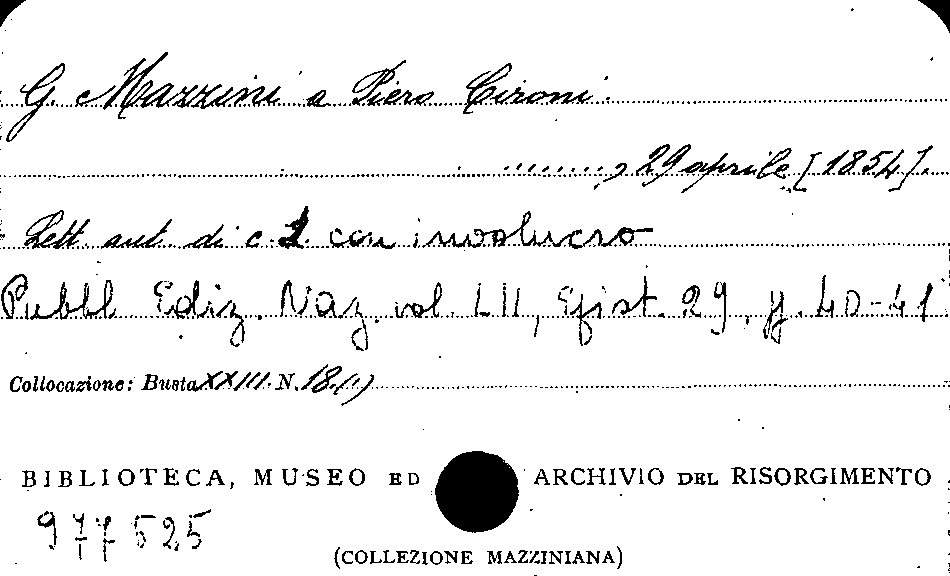 G. Mazzini a Piero Cironi.
........, 29 aprile [1854].
Lett. aut. di c. 2 con involucro
Pubbl Ediz. Naz. vol. LII, Epist. 29, p. 40-41
Collocazione: Busta XXIII. N. 18.(1)
BIBLIOTECA, MUSEO ED ARCHIVIO DEL RISORGIMENTO
977525
(COLLEZIONE MAZZINIANA)